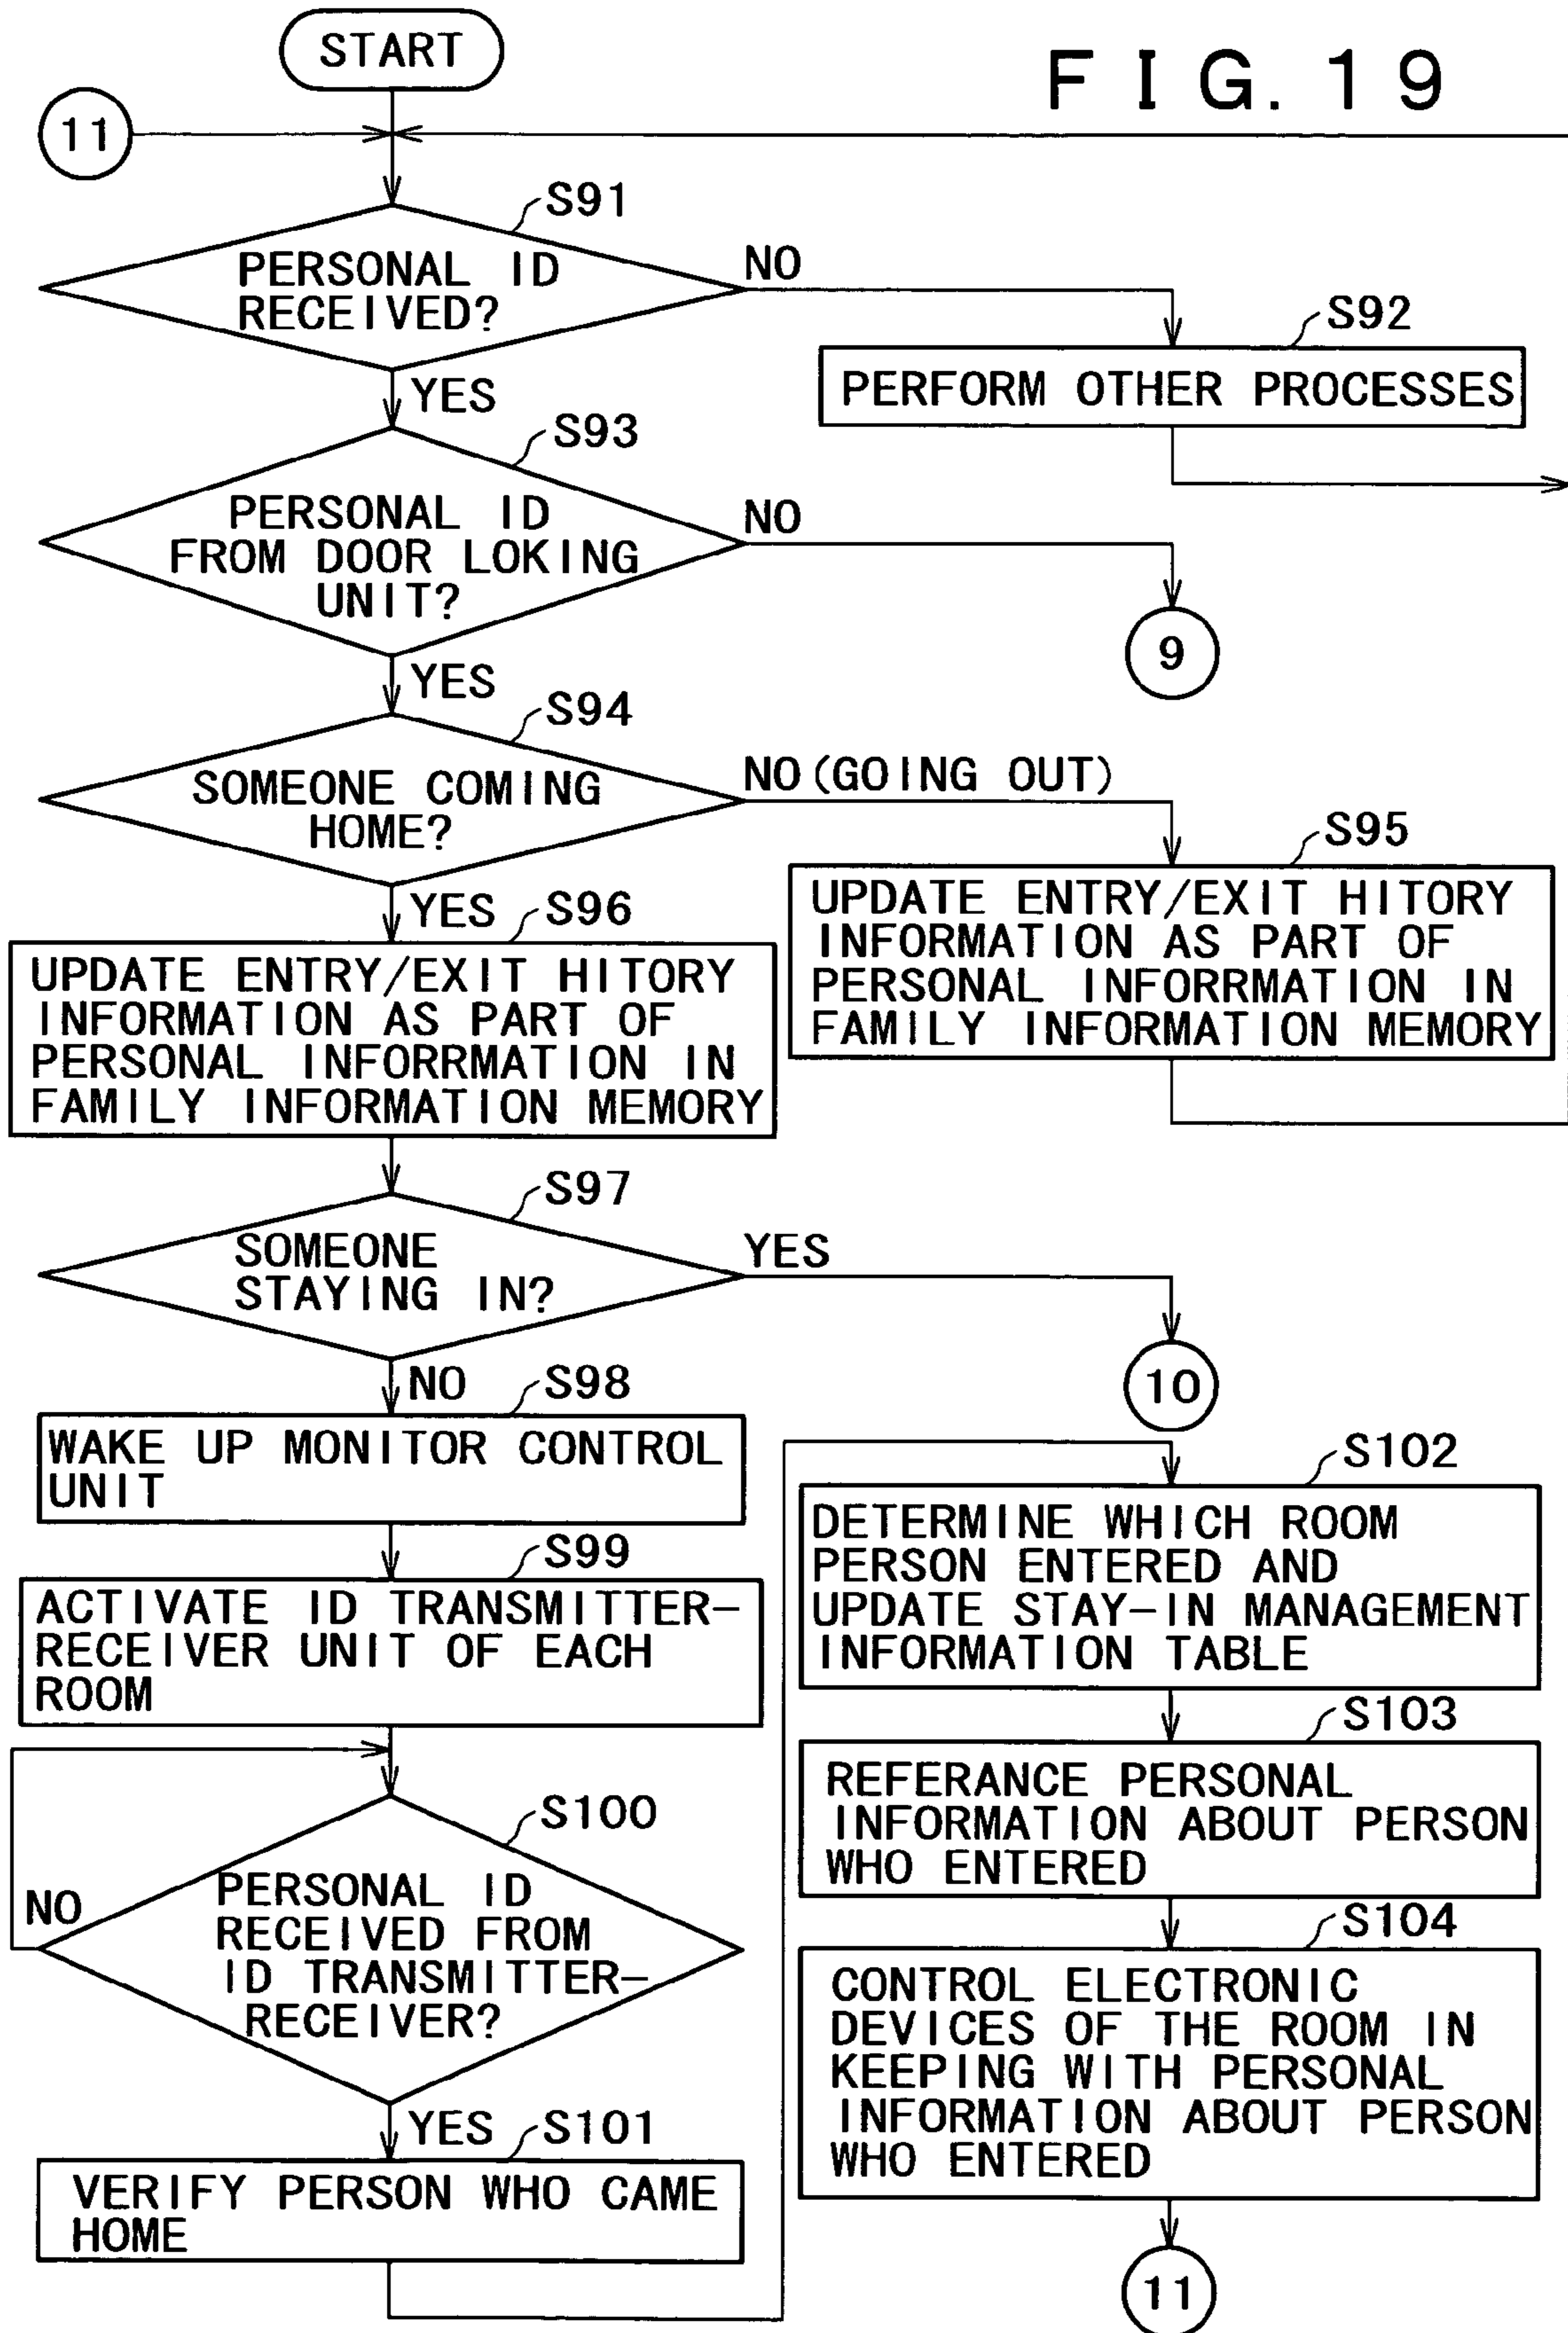 START
FIG. 19
11
S91
PERSONAL ID
RECEIVED?
NO
YES
S92
PERFORM OTHER PROCESSES
S93
PERSONAL ID
FROM DOOR LOKING
UNIT?
NO
YES
9
S94
SOMEONE COMING
HOME?
NO (GOING OUT)
YES
S95
UPDATE ENTRY/EXIT HITORY
INFORMATION AS PART OF
PERSONAL INFORRMATION IN
FAMILY INFORMATION MEMORY
S96
UPDATE ENTRY/EXIT HITORY
INFORMATION AS PART OF
PERSONAL INFORRMATION IN
FAMILY INFORMATION MEMORY
S97
SOMEONE
STAYING IN?
YES
NO
10
S98
WAKE UP MONITOR CONTROL
UNIT
S99
ACTIVATE ID TRANSMITTER-
RECEIVER UNIT OF EACH
ROOM
S100
PERSONAL ID
RECEIVED FROM
ID TRANSMITTER-
RECEIVER?
NO
YES
S101
VERIFY PERSON WHO CAME
HOME
S102
DETERMINE WHICH ROOM
PERSON ENTERED AND
UPDATE STAY-IN MANAGEMENT
INFORMATION TABLE
S103
REFERANCE PERSONAL
INFORMATION ABOUT PERSON
WHO ENTERED
S104
CONTROL ELECTRONIC
DEVICES OF THE ROOM IN
KEEPING WITH PERSONAL
INFORMATION ABOUT PERSON
WHO ENTERED
11